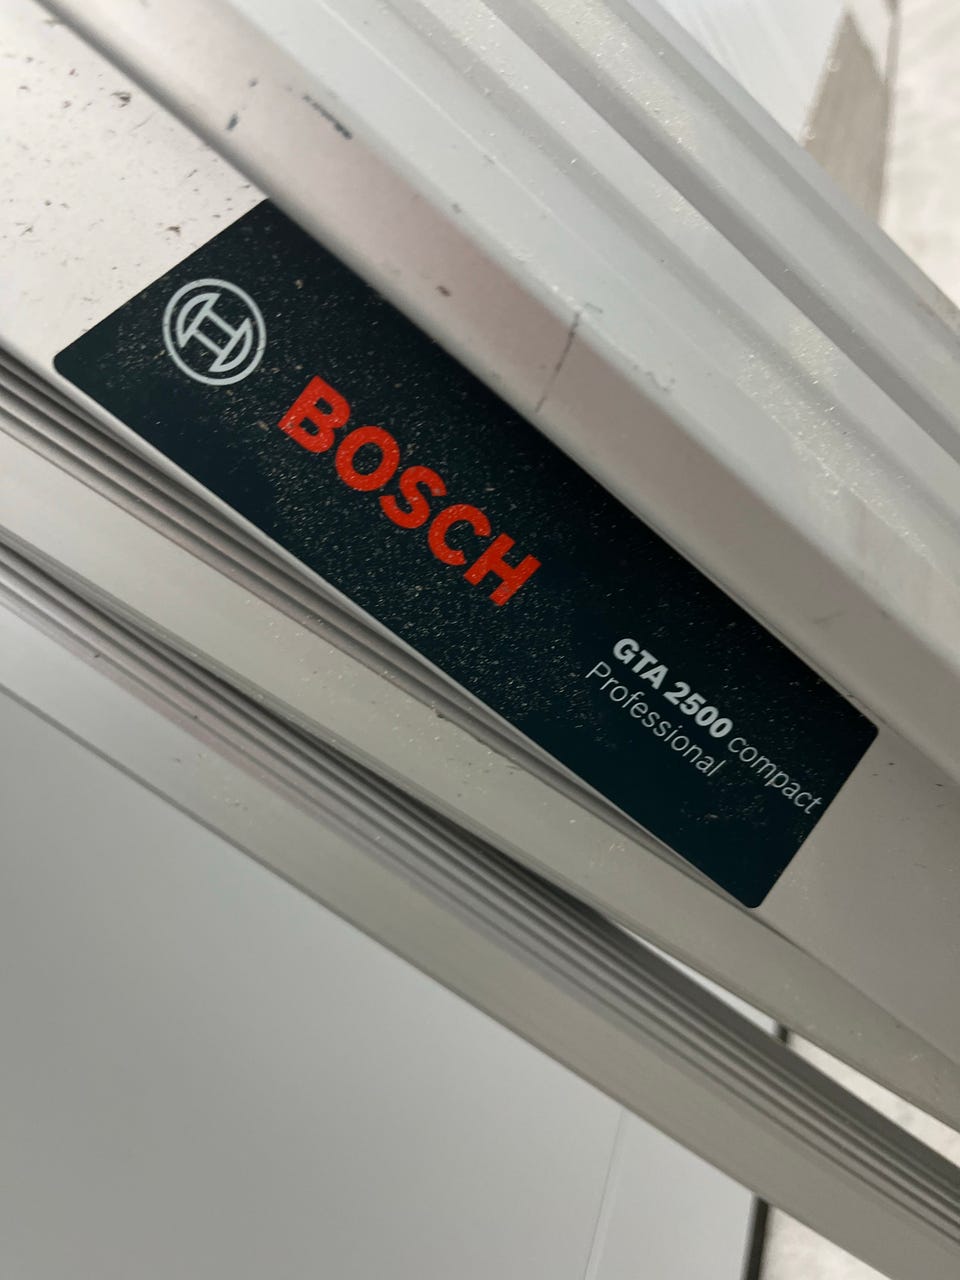 BOSCH
GTA 2500 compact
Professional